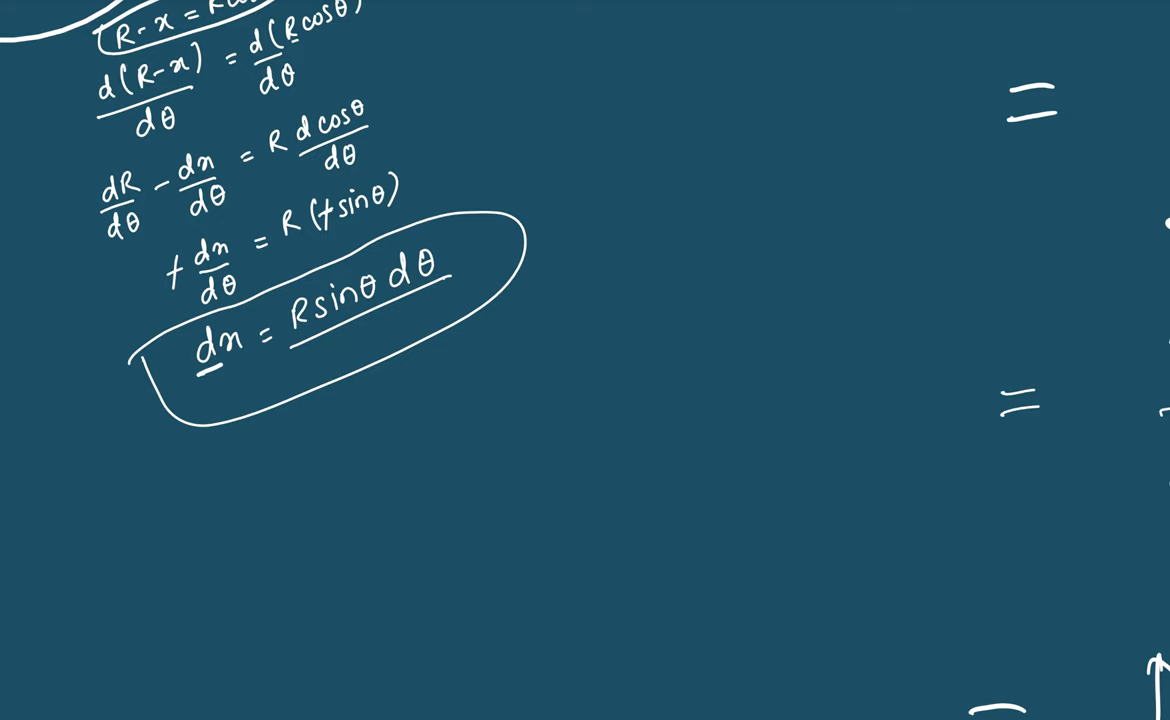 R-x = R
d(R-x)/dθ = d(Rcosθ)/dθ
dR/dθ - dx/dθ = R dcosθ/dθ
+ dx/dθ = R(+sinθ)
dx = Rsinθ dθ
=
=